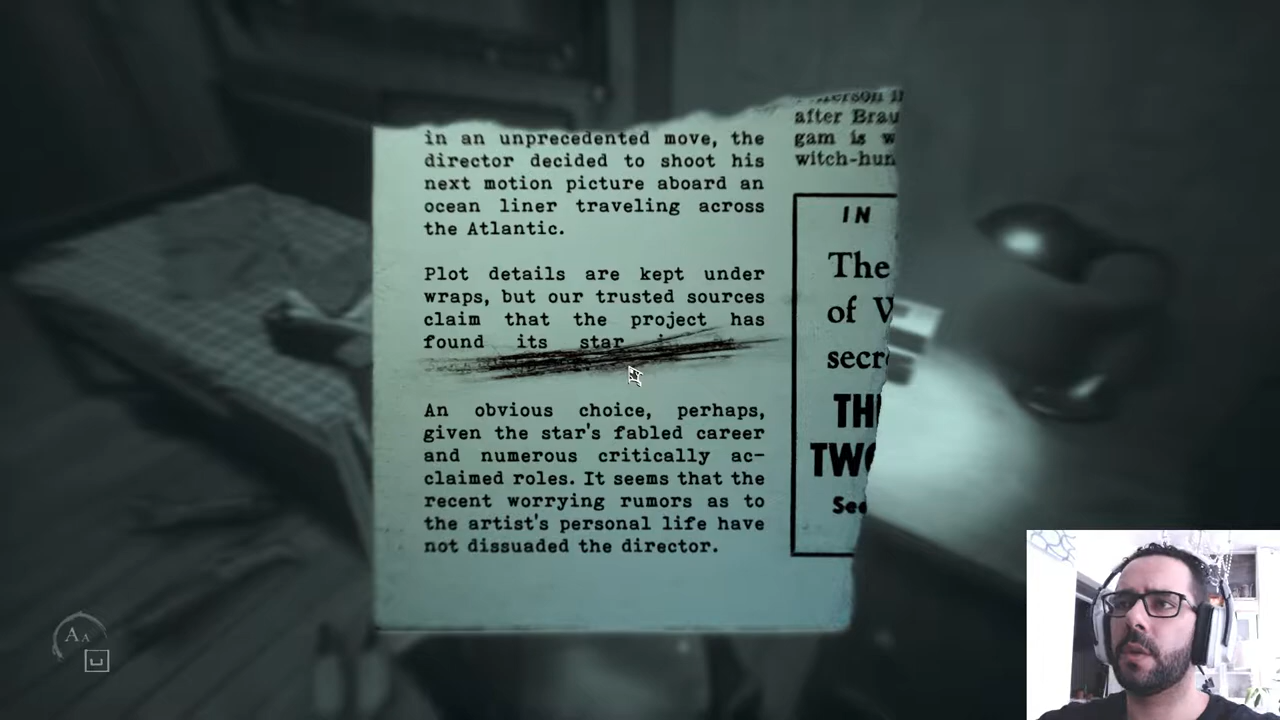 in an unprecedented move, the
director decided to shoot his
next motion picture aboard an
ocean liner traveling across
the Atlantic.
Plot details are kept under
wraps, but our trusted sources
claim that the project has
found its star
An obvious choice, perhaps,
given the star's fabled career
and numerous critically ac-
claimed roles. It seems that the
recent worrying rumors as to
the artist's personal life have
not dissuaded the director.
after Brau
gam is w
witch-hun
IN
The
of
secr
TH
TWO
See
AA